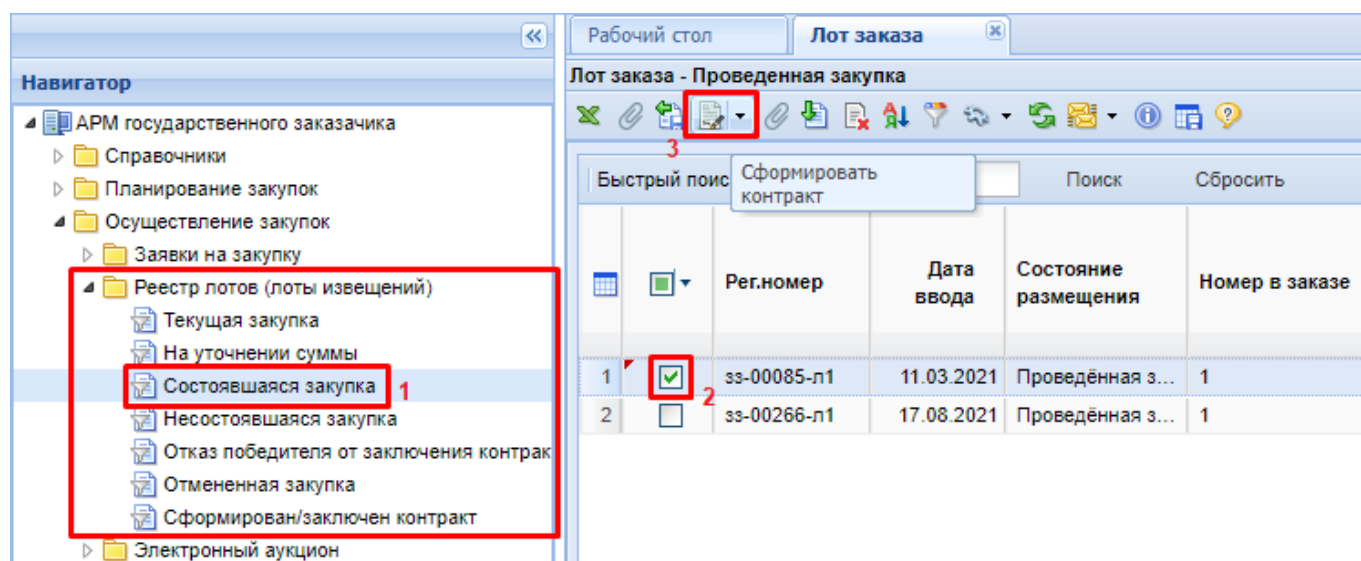 Рабочий стол
Лот заказа
Навигатор
Лот заказа - Проведенная закупка
АРМ государственного заказачика
Справочники
Планирование закупок
Осуществление закупок
Заявки на закупку
Реестр лотов (лоты извещений)
Текущая закупка
На уточнении суммы
Состоявшаяся закупка 1
Несостоявшаяся закупка
Отказ победителя от заключения контрак
Отмененная закупка
Сформирован/заключен контракт
Электронный аукцион
3
Быстрый поис
Сформировать
контракт
Поиск Сбросить
Рег.номер Дата ввода Состояние размещения Номер в заказе
1 2 зз-00085-л1 11.03.2021 Проведённая з... 1
2 зз-00266-л1 17.08.2021 Проведённая з... 1